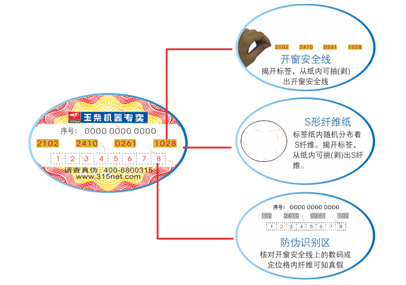 玉柴机器专卖
序号: 0000 0000 0000
2102 2410 0261 1028
1 2 3 4 5 6 7 8
请查真伪: 400-6800315
www.315net.com
2102 2410 0261 1028
开窗安全线
揭开标签，从纸内可抽(剥)
出开窗安全线
S形纤维纸
标签纸内随机分布着
S纤维。揭开标签，
从纸内可挑(剥)出S纤
维。
序号: 0000 0000 0000
102 2410 0261 102
1 2 3 4 5 6 7 8
防伪识别区
核对开窗安全线上的数码或
定位格内纤维可知真假